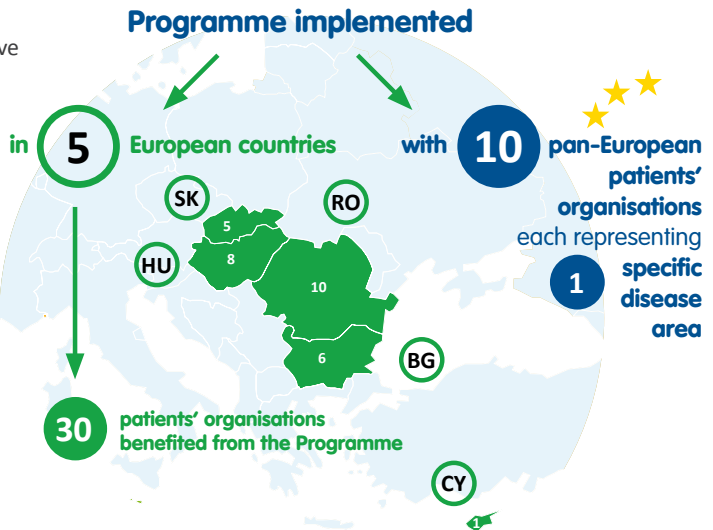 Programme implemented
ve
in 5 European countries
with 10 pan-European
patients'
organisations
each representing
1 specific
disease
area
SK
RO
5
HU
8
10
6
BG
30 patients' organisations
benefited from the Programme
CY
1